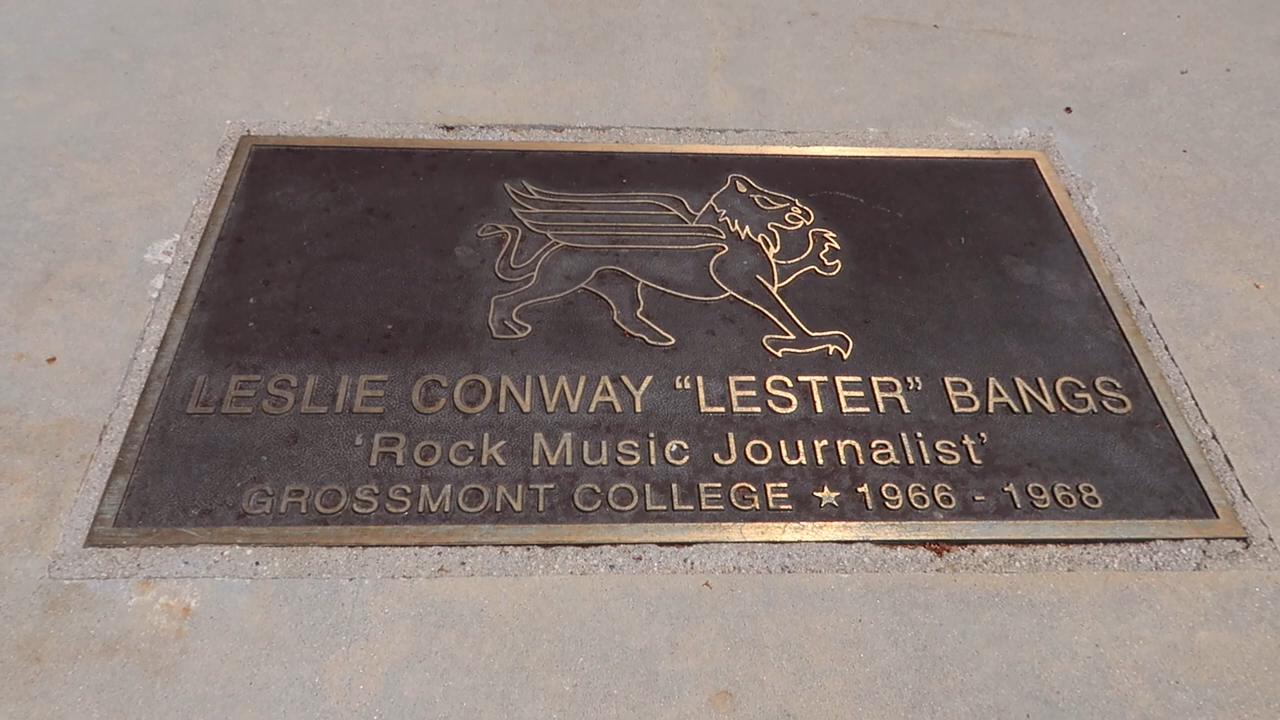 LESLIE CONWAY “LESTER” BANGS
‘Rock Music Journalist’
GROSSMONT COLLEGE ★ 1966 - 1968